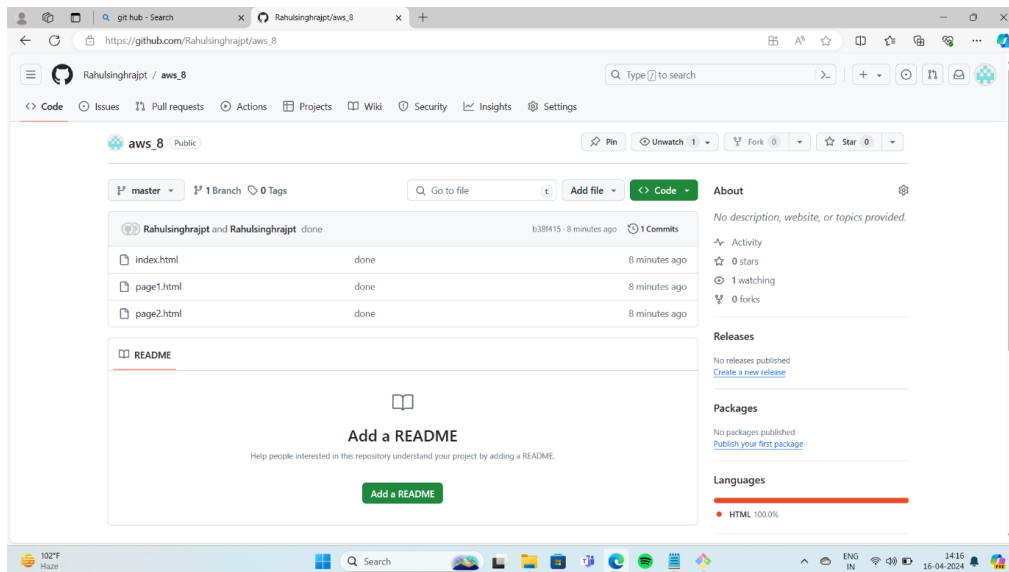 git hub - Search
Rahulsinghrajpt/aws_8
https://github.com/Rahulsinghrajpt/aws_8
Rahulsinghrajpt / aws_8
Type / to search
Code Issues Pull requests Actions Projects Wiki Security Insights Settings
aws_8 Public
Pin Unwatch 1 Fork 0 Star 0
master 1 Branch 0 Tags Go to file t Add file Code
About
No description, website, or topics provided.
Rahulsinghrajpt and Rahulsinghrajpt done b38f415 · 8 minutes ago 1 Commits
index.html done 8 minutes ago
page1.html done 8 minutes ago
page2.html done 8 minutes ago
Activity
0 stars
1 watching
0 forks
README
Add a README
Help people interested in this repository understand your project by adding a README.
Add a README
Releases
No releases published
Create a new release
Packages
No packages published
Publish your first package
Languages
HTML 100.0%
102°F
Haze
Search
ENG
IN
14:16
16-04-2024